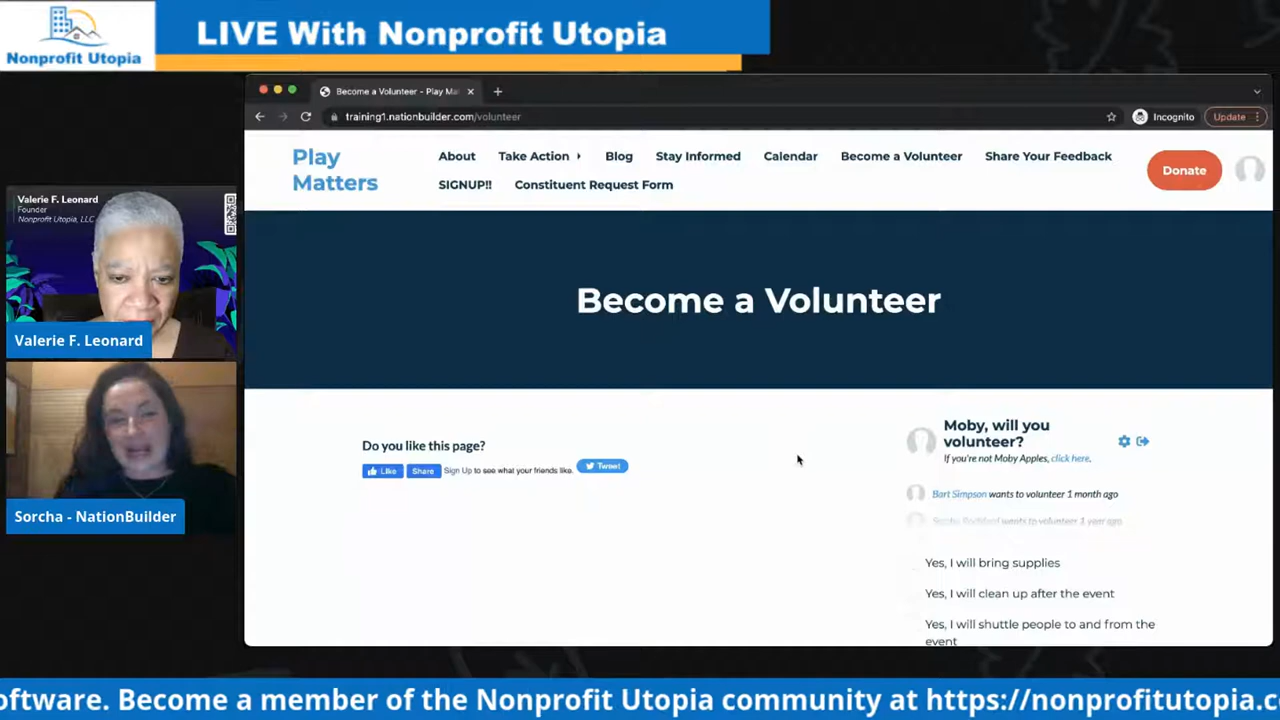 LIVE With Nonprofit Utopia
Nonprofit Utopia
Become a Volunteer - Play Ma
training1.nationbuilder.com/volunteer
Incognito
Update
Play
Matters
About
Take Action
Blog
Stay Informed
Calendar
Become a Volunteer
Share Your Feedback
SIGNUP!!
Constituent Request Form
Donate
Valerie F. Leonard
Founder
Nonprofit Utopia, LLC
Valerie F. Leonard
Sorcha - NationBuilder
Become a Volunteer
Do you like this page?
Like
Share
Sign Up to see what your friends like.
Tweet
Moby, will you
volunteer?
If you're not Moby Apples, click here.
Bart Simpson wants to volunteer 1 month ago
wants to volunteer 1 year ago
Yes, I will bring supplies
Yes, I will clean up after the event
Yes, I will shuttle people to and from the
event
oftware. Become a member of the Nonprofit Utopia community at https://nonprofitutopia.c